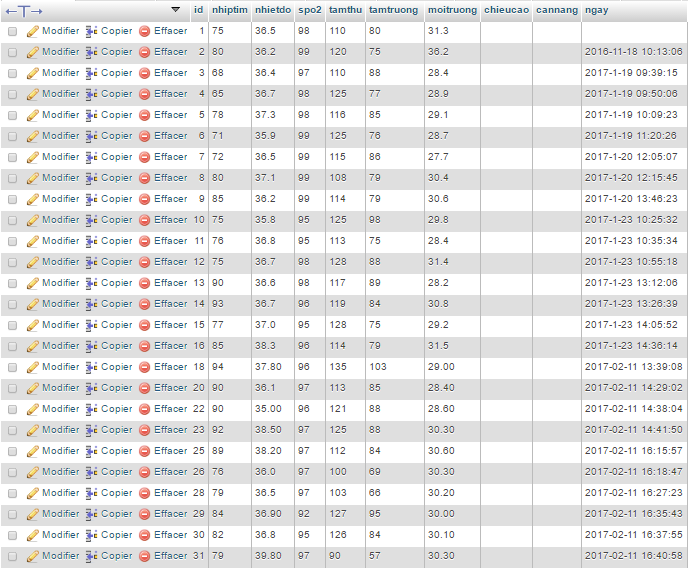 id nhiptim nhietdo spo2 tamthu tamtruong moitruong chieucao cannang ngay
Modifier Copier Effacer 1 75 36.5 98 110 80 31.3
Modifier Copier Effacer 2 80 36.2 99 120 75 36.2 2016-11-18 10:13:06
Modifier Copier Effacer 3 68 36.4 97 110 88 28.4 2017-1-19 09:39:15
Modifier Copier Effacer 4 65 36.7 98 125 77 28.9 2017-1-19 09:50:06
Modifier Copier Effacer 5 78 37.3 98 116 85 29.1 2017-1-19 10:09:23
Modifier Copier Effacer 6 71 35.9 99 125 76 28.7 2017-1-19 11:20:26
Modifier Copier Effacer 7 72 36.5 99 115 86 27.7 2017-1-20 12:05:07
Modifier Copier Effacer 8 80 37.1 99 108 79 30.4 2017-1-20 12:15:45
Modifier Copier Effacer 9 85 36.2 99 114 79 30.6 2017-1-20 13:46:23
Modifier Copier Effacer 10 75 35.8 95 125 98 29.8 2017-1-23 10:25:32
Modifier Copier Effacer 11 76 36.8 95 113 75 28.4 2017-1-23 10:35:34
Modifier Copier Effacer 12 75 36.7 98 128 88 31.4 2017-1-23 10:55:18
Modifier Copier Effacer 13 90 36.6 98 117 89 28.2 2017-1-23 13:12:06
Modifier Copier Effacer 14 93 36.7 96 119 84 30.8 2017-1-23 13:26:39
Modifier Copier Effacer 15 77 37.0 95 128 75 29.2 2017-1-23 14:05:52
Modifier Copier Effacer 16 85 38.3 96 114 79 31.5 2017-1-23 14:36:14
Modifier Copier Effacer 18 94 37.80 96 135 103 29.00 2017-02-11 13:39:08
Modifier Copier Effacer 20 90 36.1 97 113 85 28.40 2017-02-11 14:29:02
Modifier Copier Effacer 22 90 35.00 96 121 88 28.60 2017-02-11 14:38:04
Modifier Copier Effacer 23 92 38.50 97 125 88 30.30 2017-02-11 14:41:50
Modifier Copier Effacer 25 89 38.20 97 112 84 30.60 2017-02-11 16:15:57
Modifier Copier Effacer 26 76 36.0 97 100 69 30.30 2017-02-11 16:18:47
Modifier Copier Effacer 28 79 36.5 97 103 66 30.20 2017-02-11 16:27:23
Modifier Copier Effacer 29 84 36.90 92 127 95 30.00 2017-02-11 16:35:43
Modifier Copier Effacer 30 82 36.8 95 126 84 30.10 2017-02-11 16:37:55
Modifier Copier Effacer 31 79 39.80 97 90 57 30.30 2017-02-11 16:40:58